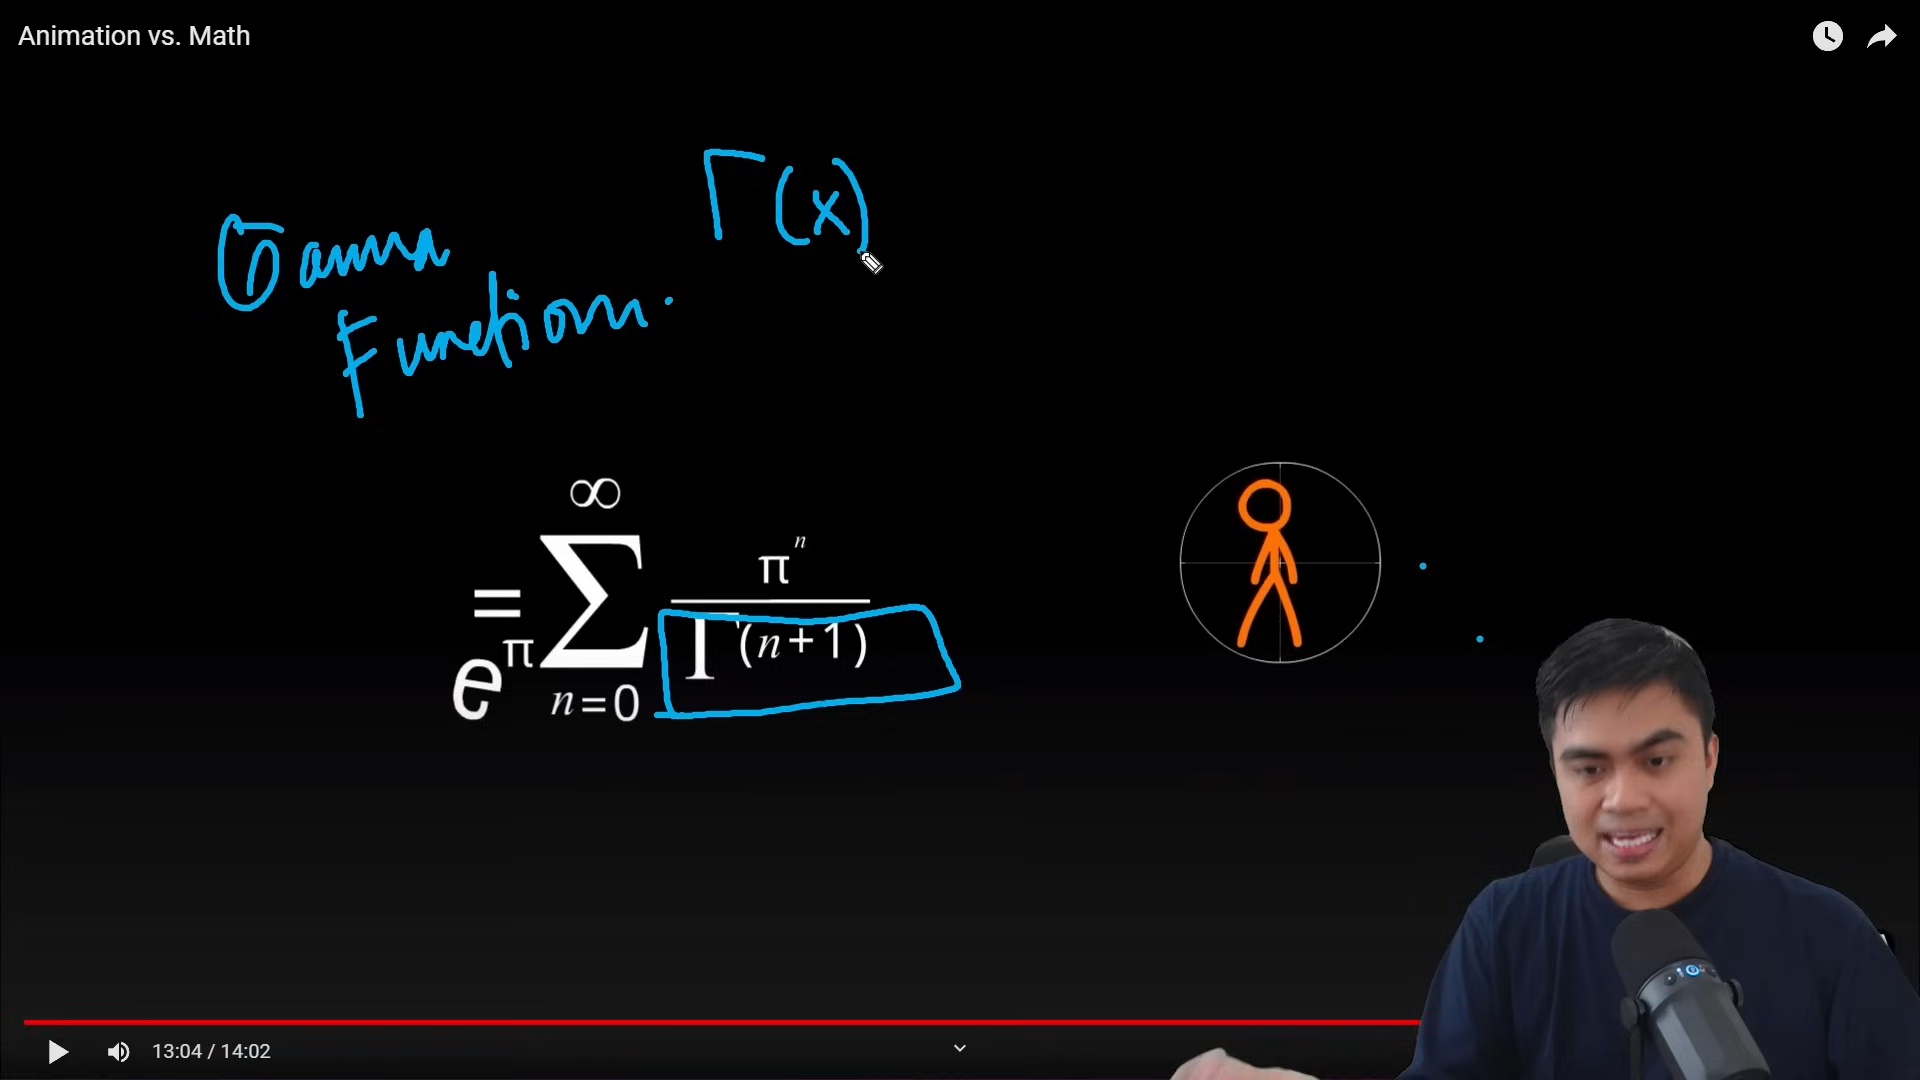 Animation vs. Math
Γ(x)
Gamma
Function.
∞
π^n
= Σ
Γ(n+1)
e^π
n=0
13:04 / 14:02